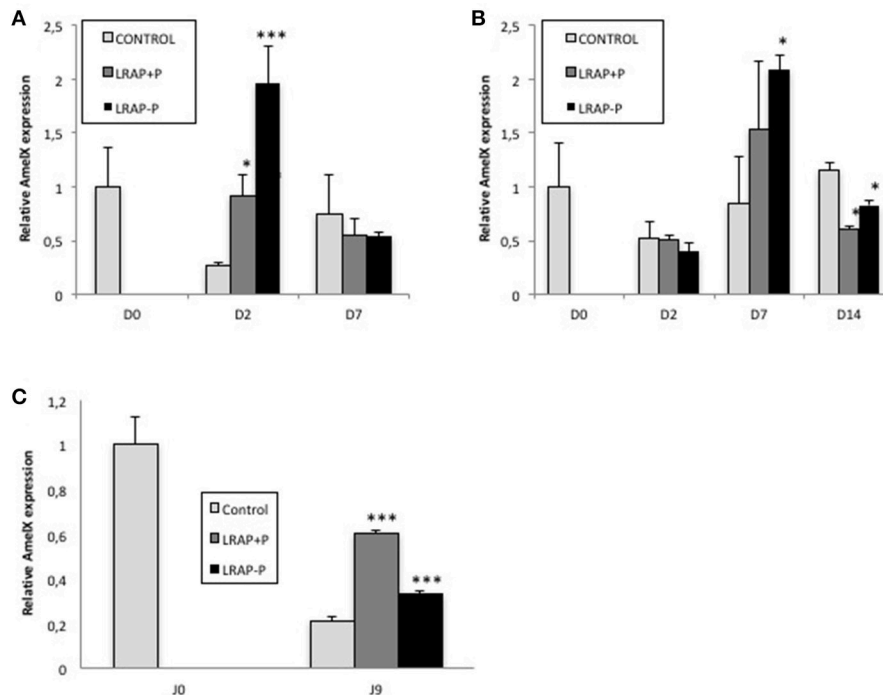 A
Relative AmelX expression
2,5
2
1,5
1
0,5
0
CONTROL
LRAP+P
LRAP-P
*
***
D0
D2
D7
B
Relative AmelX expression
2,5
2
1,5
1
0,5
0
CONTROL
LRAP+P
LRAP-P
*
*
*
D0
D2
D7
D14
C
Relative AmelX expression
1,2
1
0,8
0,6
0,4
0,2
0
Control
LRAP+P
LRAP-P
***
***
J0
J9